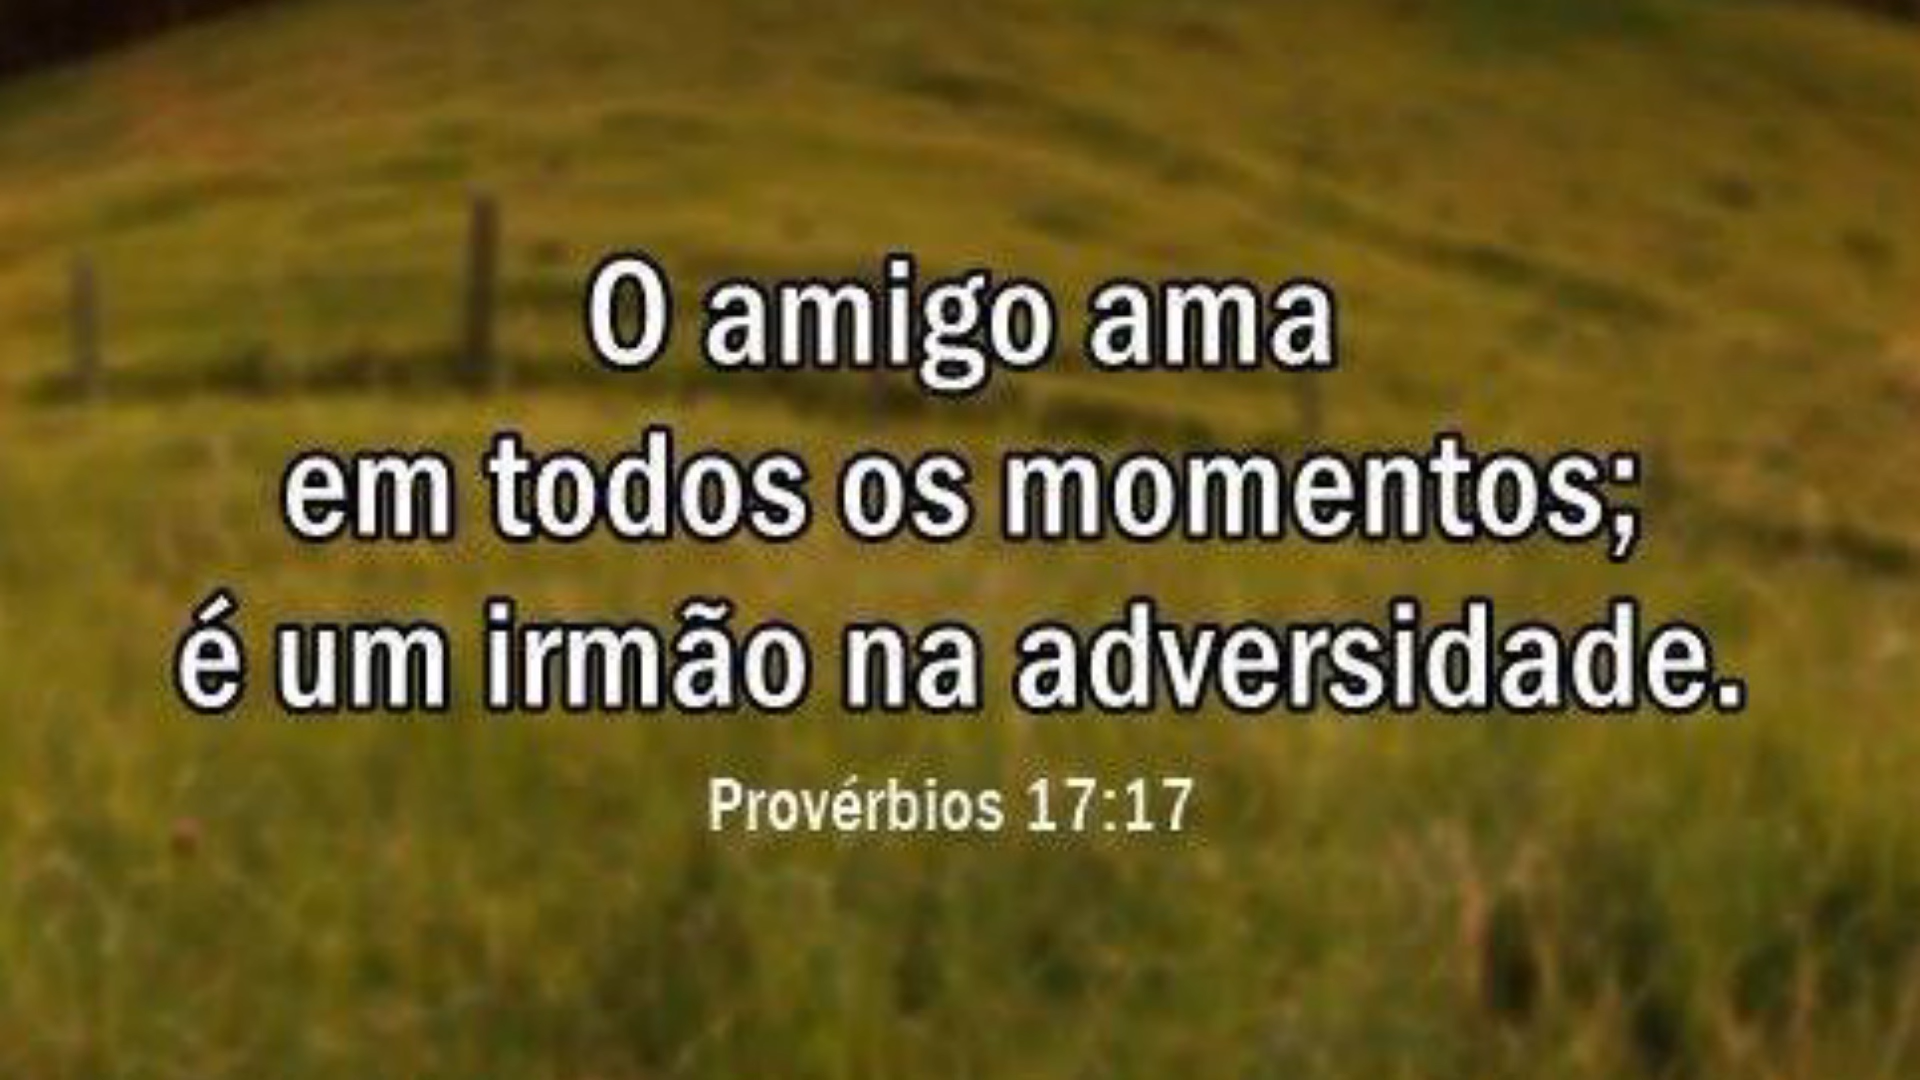 O amigo ama
em todos os momentos;
é um irmão na adversidade.
Provérbios 17:17